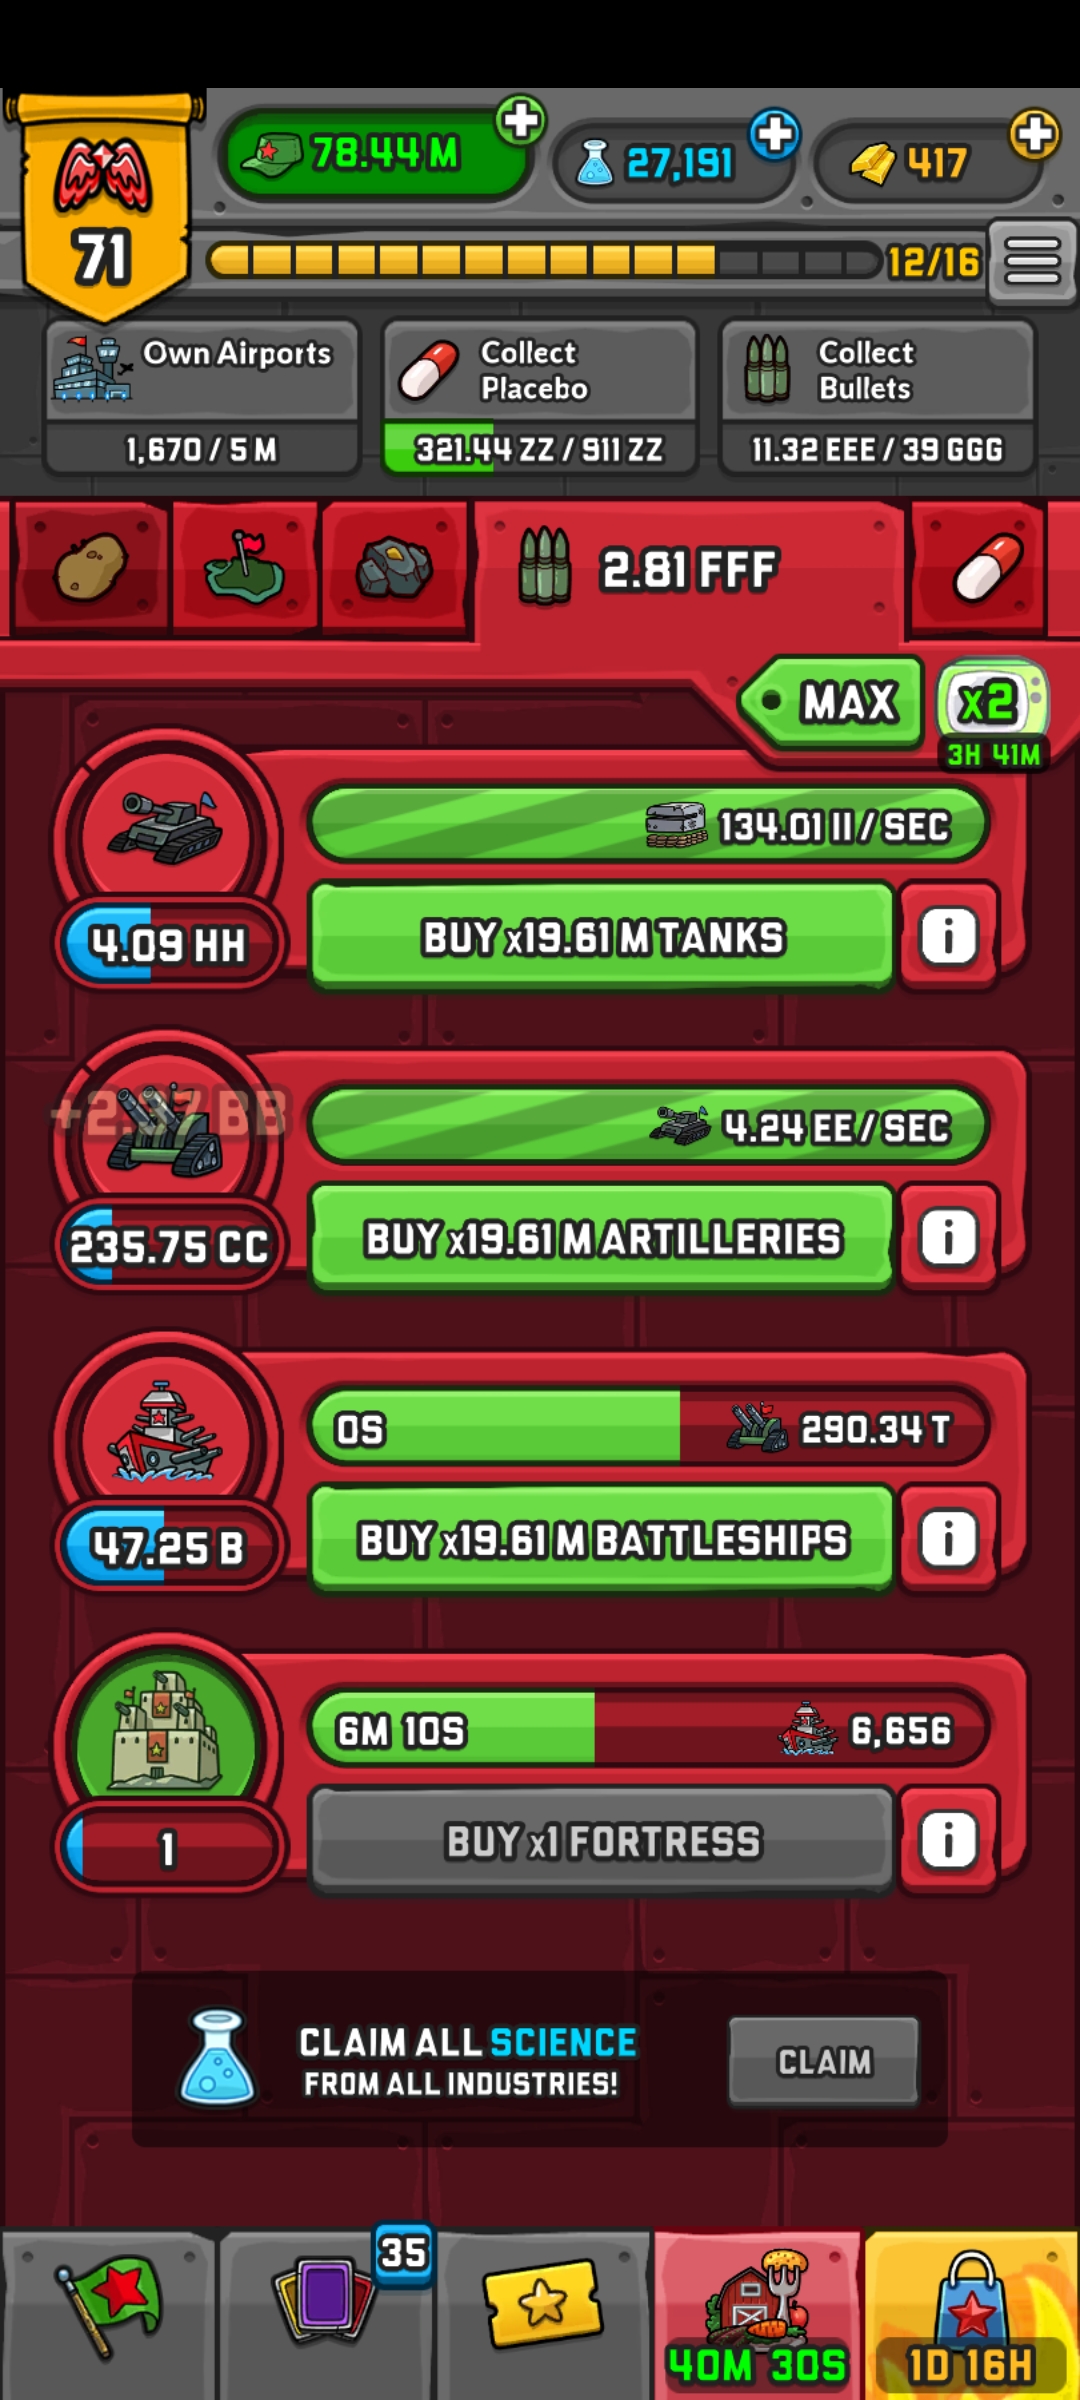 78.44 M
27,191
417
71
12/16
Own Airports
1,670 / 5 M
Collect
Placebo
321.44 ZZ / 911 ZZ
Collect
Bullets
11.32 EEE / 39 GGG
2.81 FFF
MAX
x2
3H 41M
134.01 II / SEC
4.09 HH
BUY x19.61 M TANKS
i
+2.97 BB
4.24 EE / SEC
235.75 CC
BUY x19.61 M ARTILLERIES
i
0S
290.34 T
47.25 B
BUY x19.61 M BATTLESHIPS
i
6M 10S
6,656
1
BUY x1 FORTRESS
i
CLAIM ALL SCIENCE
FROM ALL INDUSTRIES!
CLAIM
35
40M 30S
1D 16H